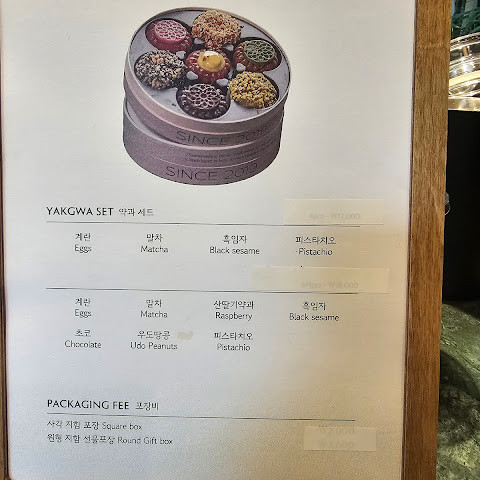 SINCE 2019
SINCE 2019
YAKGWA SET 약과 세트
계란 말차 흑임자 피스타치오
Eggs Matcha Black sesame Pistachio
계란 말차 산딸기약과 흑임자
Eggs Matcha Raspberry Black sesame
초코 우도땅콩 피스타치오
Chocolate Udo Peanuts Pistachio
PACKAGING FEE 포장비
사각 지함 포장 Square box
원형 지함 선물포장 Round Gift box